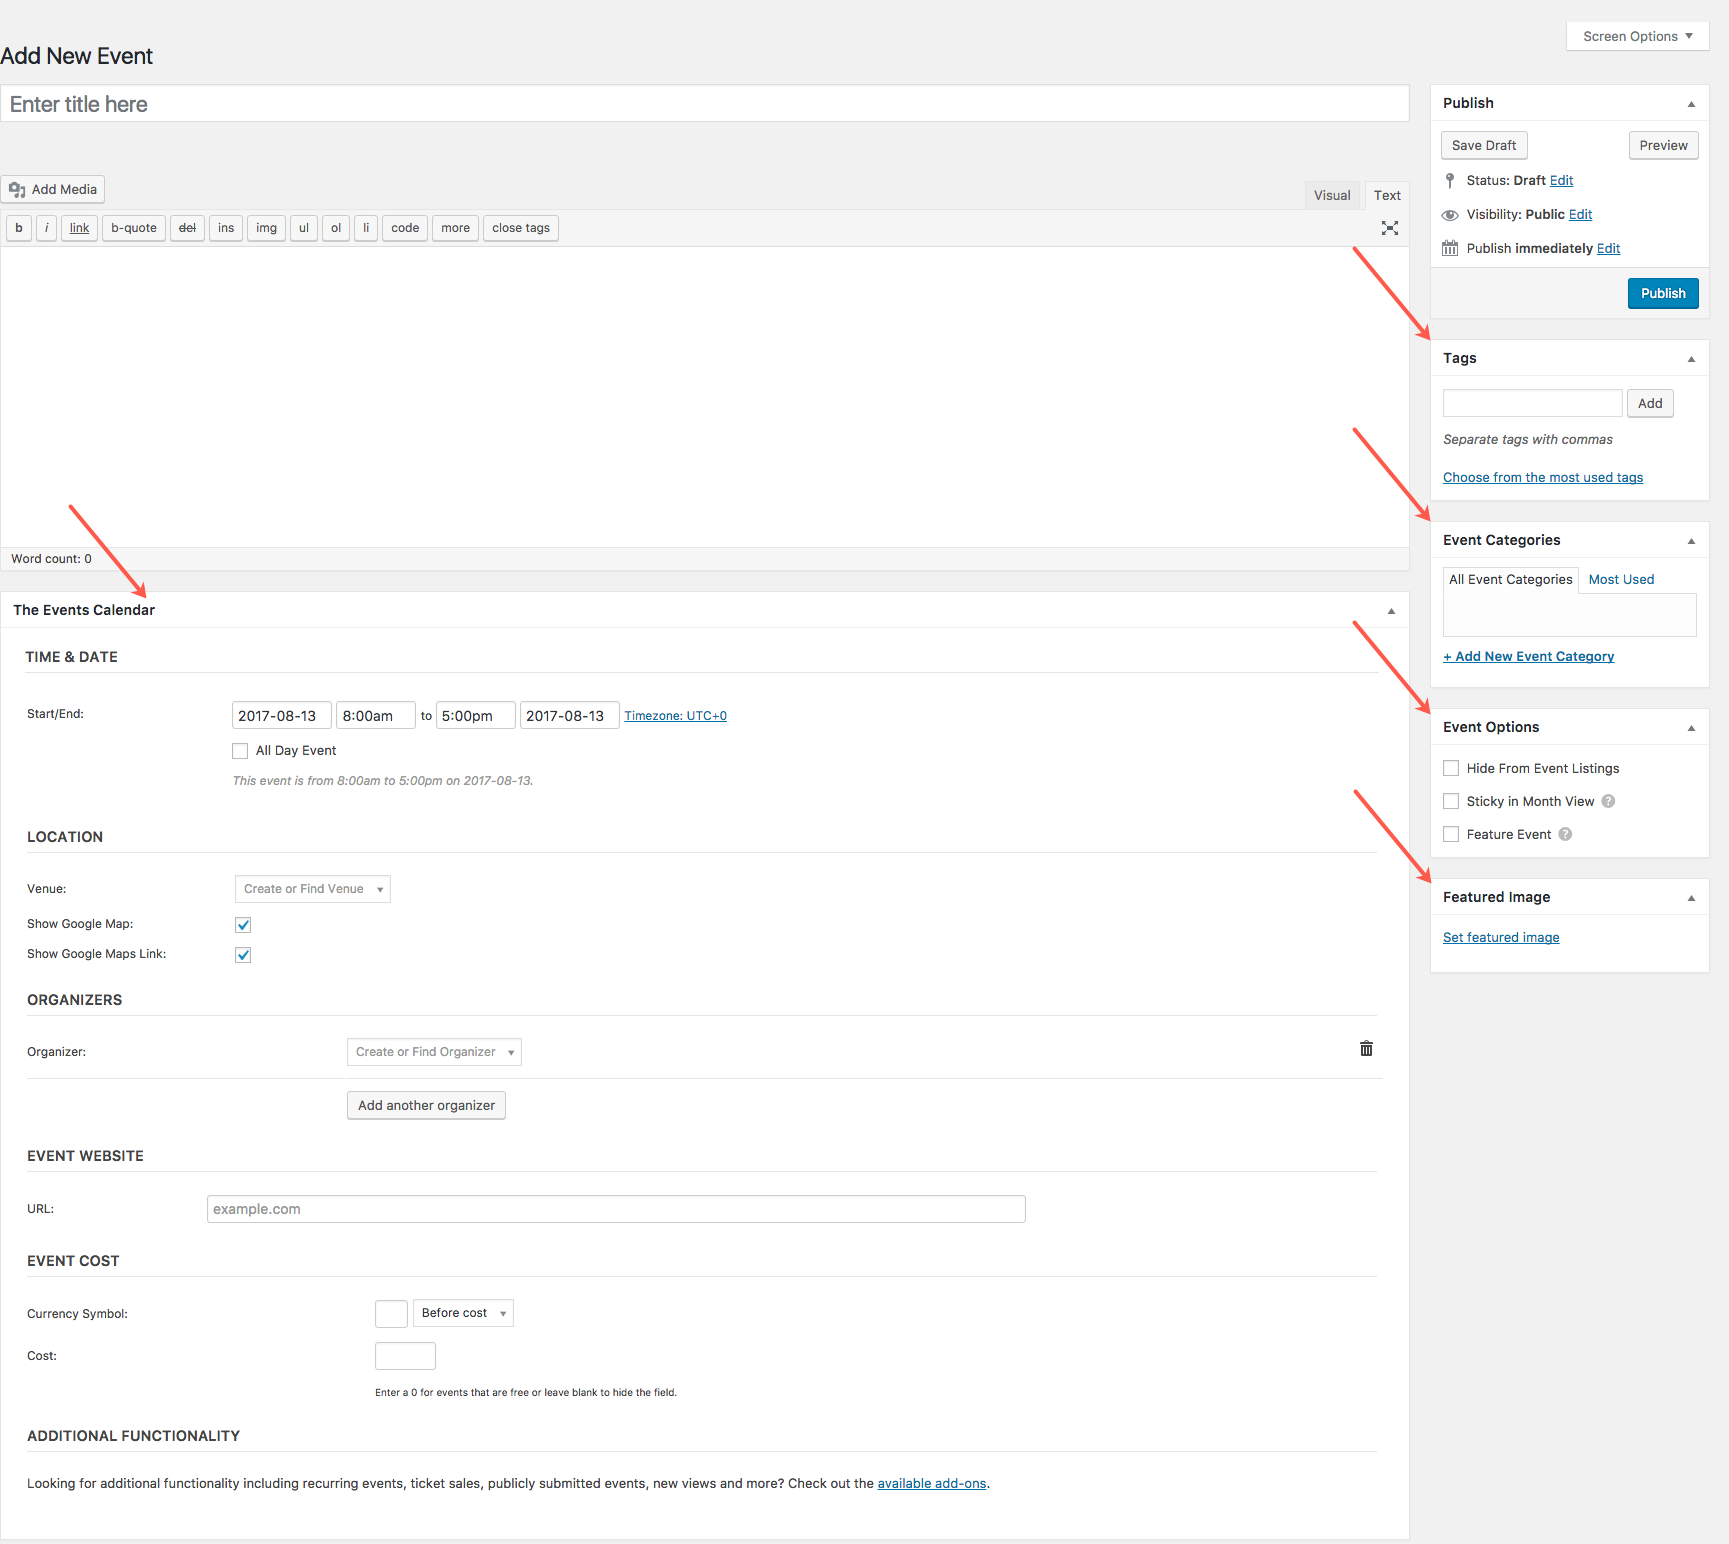 Screen Options
Add New Event
Enter title here
Add Media
Visual Text
b i link b-quote del ins img ul ol li code more close tags
Word count: 0
The Events Calendar
TIME & DATE
Start/End: 2017-08-13 8:00am to 5:00pm 2017-08-13 Timezone: UTC+0
All Day Event
This event is from 8:00am to 5:00pm on 2017-08-13.
LOCATION
Venue: Create or Find Venue
Show Google Map:
Show Google Maps Link:
ORGANIZERS
Organizer: Create or Find Organizer
Add another organizer
EVENT WEBSITE
URL: example.com
EVENT COST
Currency Symbol: Before cost
Cost:
Enter a 0 for events that are free or leave blank to hide the field.
ADDITIONAL FUNCTIONALITY
Looking for additional functionality including recurring events, ticket sales, publicly submitted events, new views and more? Check out the available add-ons.
Publish
Save Draft Preview
Status: Draft Edit
Visibility: Public Edit
Publish immediately Edit
Publish
Tags
Add
Separate tags with commas
Choose from the most used tags
Event Categories
All Event Categories Most Used
+ Add New Event Category
Event Options
Hide From Event Listings
Sticky in Month View ?
Feature Event ?
Featured Image
Set featured image